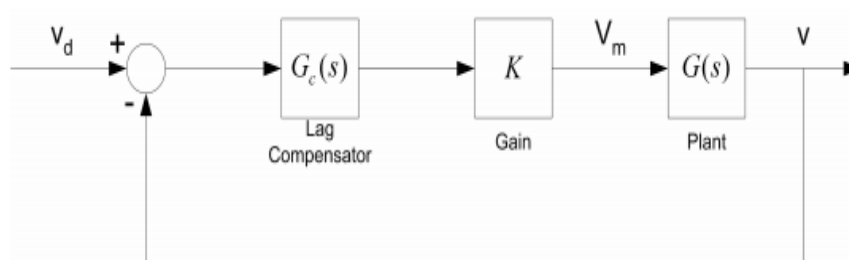 v_d
+
-
G_c(s)
Lag
Compensator
K
Gain
V_m
G(s)
Plant
v